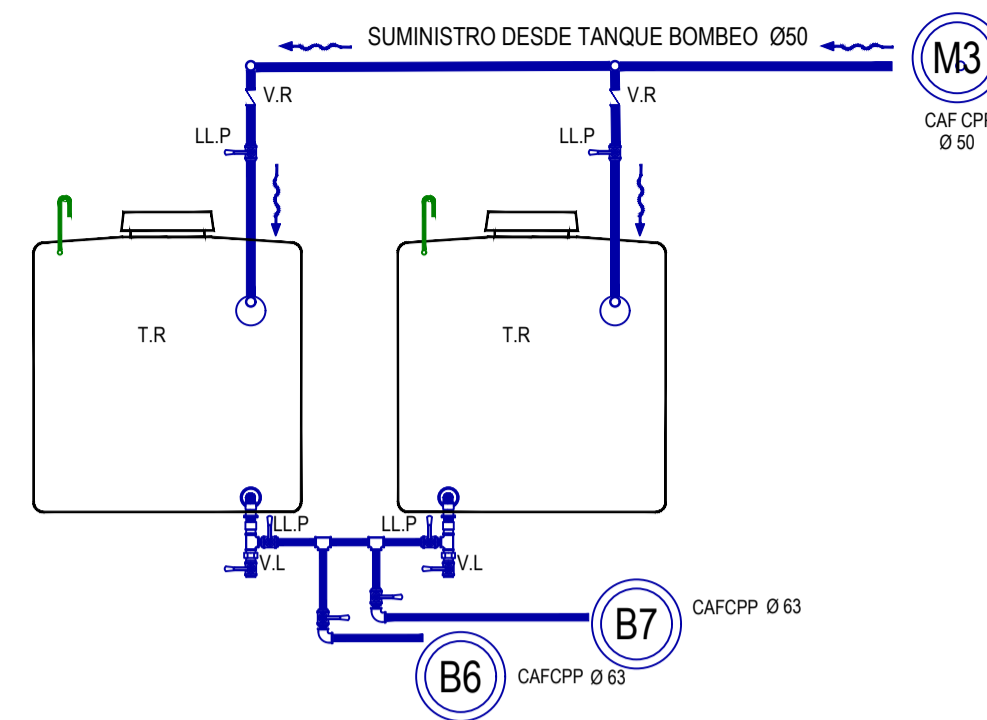 SUMINISTRO DESDE TANQUE BOMBEO Ø50
M3
CAF CPP
Ø 50
V.R
V.R
LL.P
LL.P
T.R
T.R
LL.P
LL.P
V.L
V.L
B7
CAFCPP Ø 63
B6
CAFCPP Ø 63